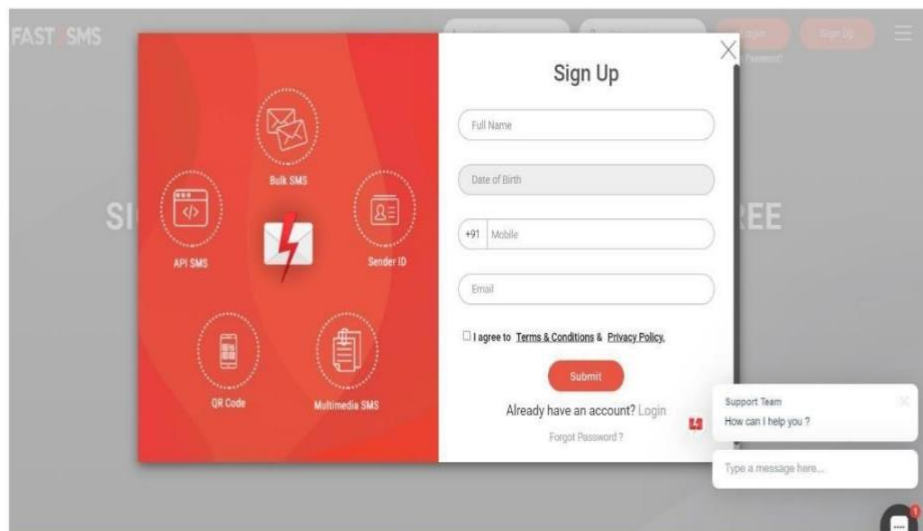 FAST2SMS
Login
Sign Up
Password?
SI
REE
Bulk SMS
API SMS
Sender ID
QR Code
Multimedia SMS
Sign Up
Full Name
Date of Birth
+91 Mobile
Email
I agree to Terms & Conditions & Privacy Policy.
Submit
Already have an account? Login
Forgot Password ?
Support Team
How can I help you ?
Type a message here...